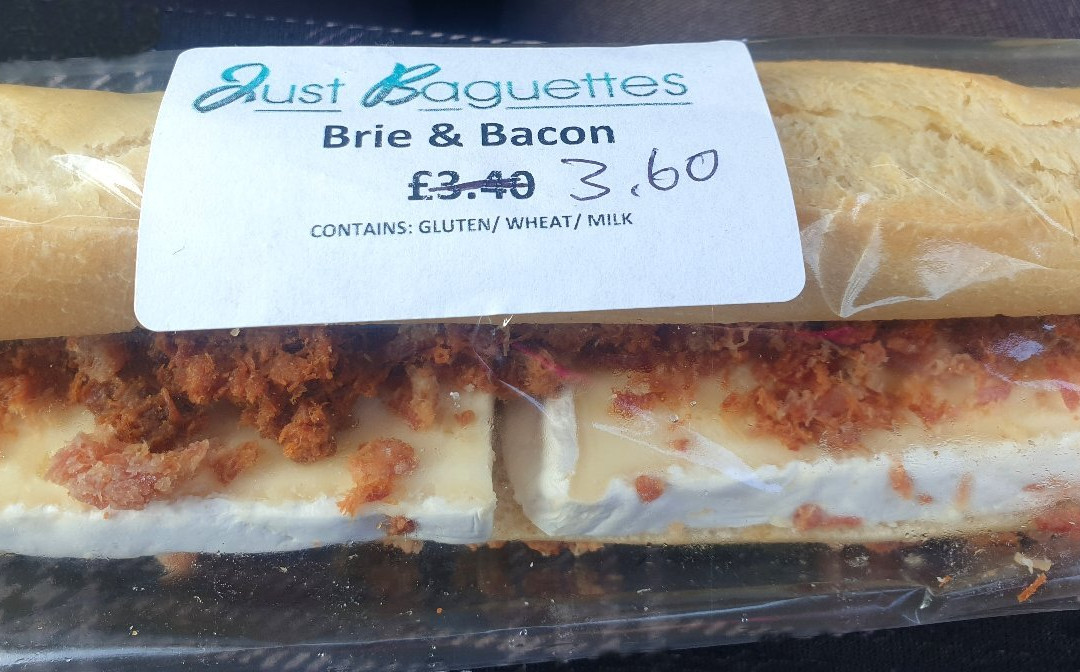 Just Baguettes
Brie & Bacon
£3.40 3.60
CONTAINS: GLUTEN/ WHEAT/ MILK